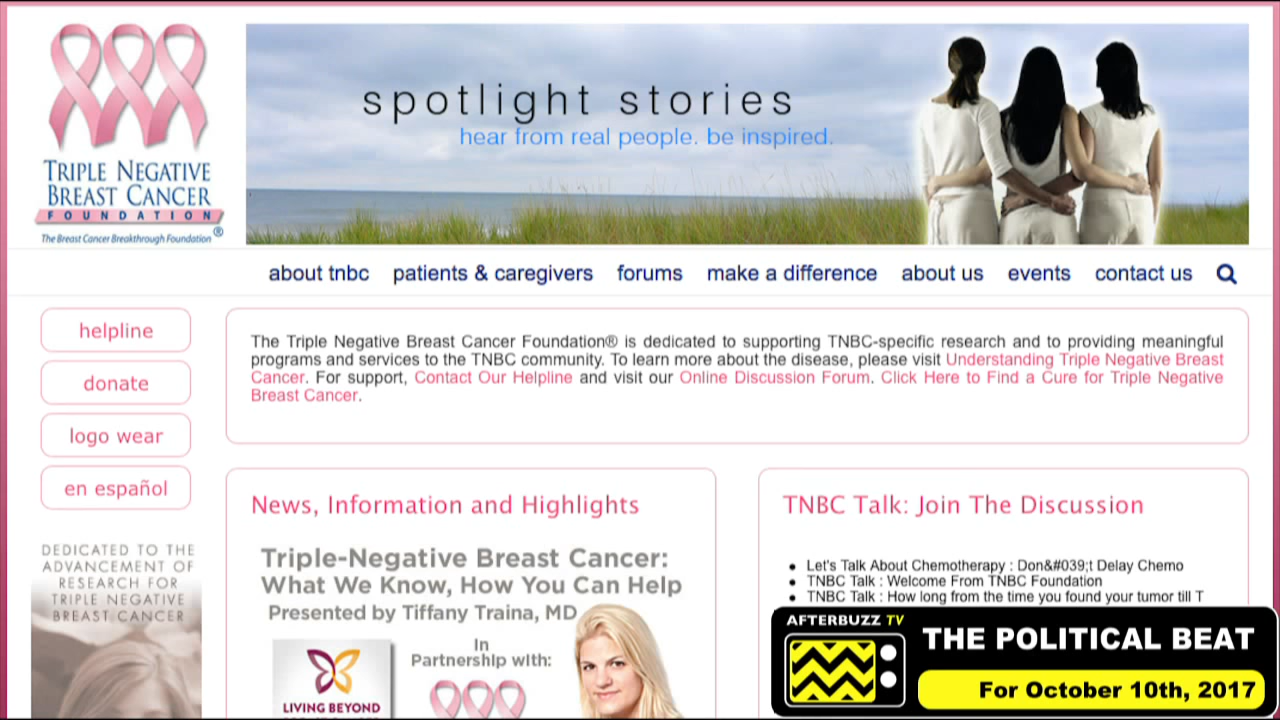 TRIPLE NEGATIVE
BREAST CANCER
FOUNDATION
The Breast Cancer Breakthrough Foundation®
spotlight stories
hear from real people. be inspired.
about tnbc patients & caregivers forums make a difference about us events contact us
helpline
donate
logo wear
en español
DEDICATED TO THE
ADVANCEMENT OF
RESEARCH FOR
TRIPLE NEGATIVE
BREAST CANCER
The Triple Negative Breast Cancer Foundation® is dedicated to supporting TNBC-specific research and to providing meaningful
programs and services to the TNBC community. To learn more about the disease, please visit Understanding Triple Negative Breast
Cancer. For support, Contact Our Helpline and visit our Online Discussion Forum. Click Here to Find a Cure for Triple Negative
Breast Cancer.
News, Information and Highlights
Triple-Negative Breast Cancer:
What We Know, How You Can Help
Presented by Tiffany Traina, MD
In
Partnership with:
LIVING BEYOND
TNBC Talk: Join The Discussion
Let's Talk About Chemotherapy : Don&#039;t Delay Chemo
TNBC Talk : Welcome From TNBC Foundation
TNBC Talk : How long from the time you found your tumor till T
AFTERBUZZ TV
THE POLITICAL BEAT
For October 10th, 2017